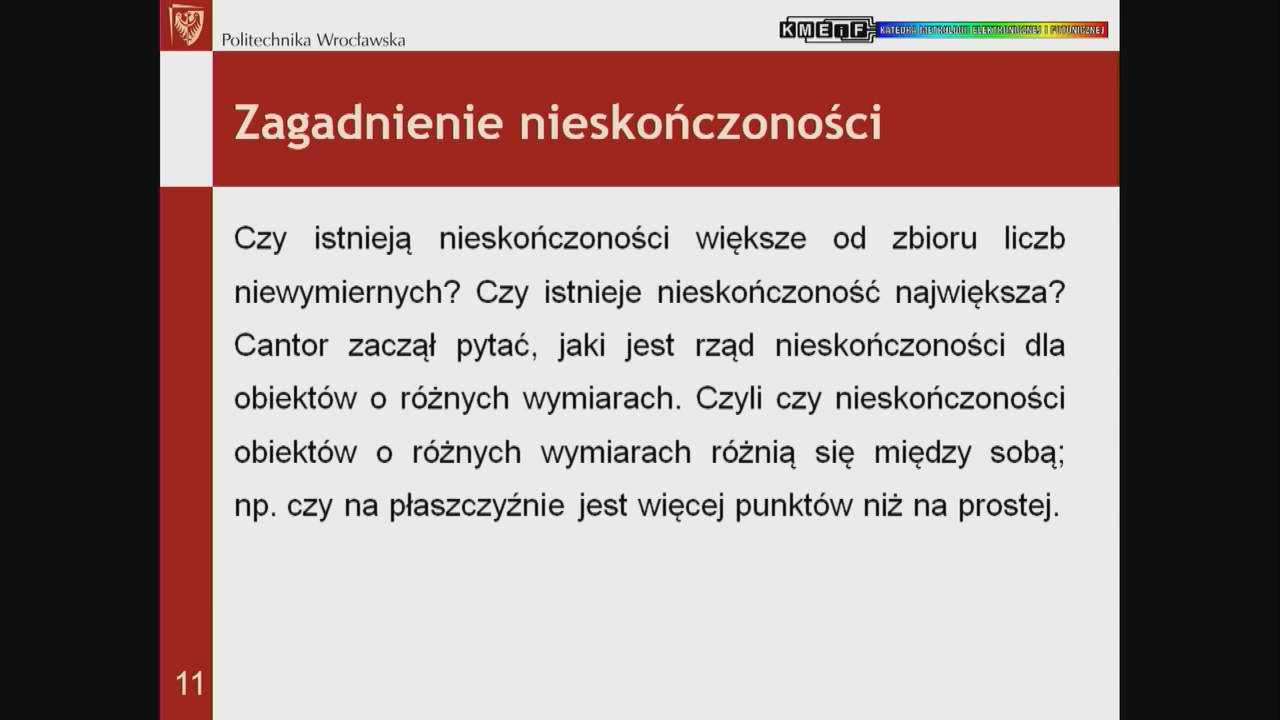 Politechnika Wrocławska
KMEiF KATEDRA METROLOGII ELEKTRONICZNEJ I FOTONICZNEJ
Zagadnienie nieskończoności
Czy istnieją nieskończoności większe od zbioru liczb
niewymiernych? Czy istnieje nieskończoność największa?
Cantor zaczął pytać, jaki jest rząd nieskończoności dla
obiektów o różnych wymiarach. Czyli czy nieskończoności
obiektów o różnych wymiarach różnią się między sobą;
np. czy na płaszczyźnie jest więcej punktów niż na prostej.
11